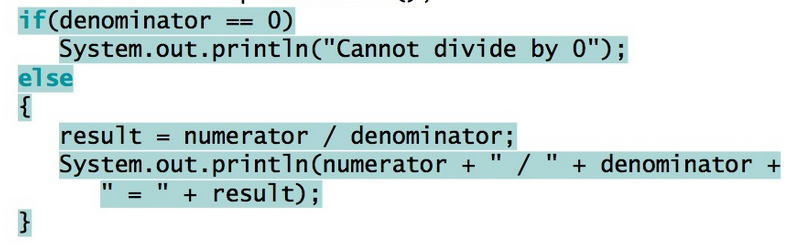 if(denominator == 0)
System.out.println("Cannot divide by 0");
else
{
result = numerator / denominator;
System.out.println(numerator + " / " + denominator +
" = " + result);
}